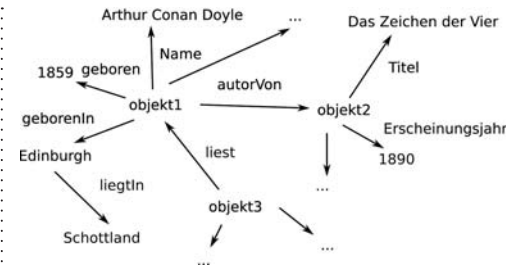 Arthur Conan Doyle
...
Das Zeichen der Vier
Name
1859 geboren
Titel
autorVon
objekt1
objekt2
geborenIn
Erscheinungsjahr
Edinburgh
liest
1890
liegtIn
...
objekt3
Schottland
...
...